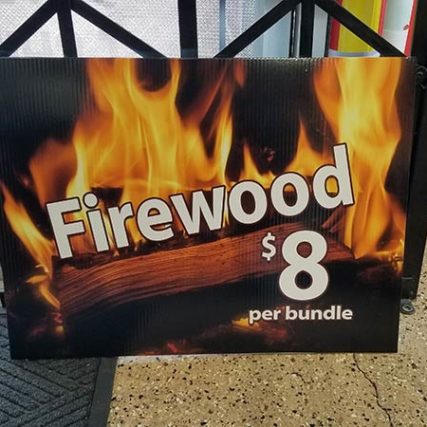 Firewood
$8
per bundle